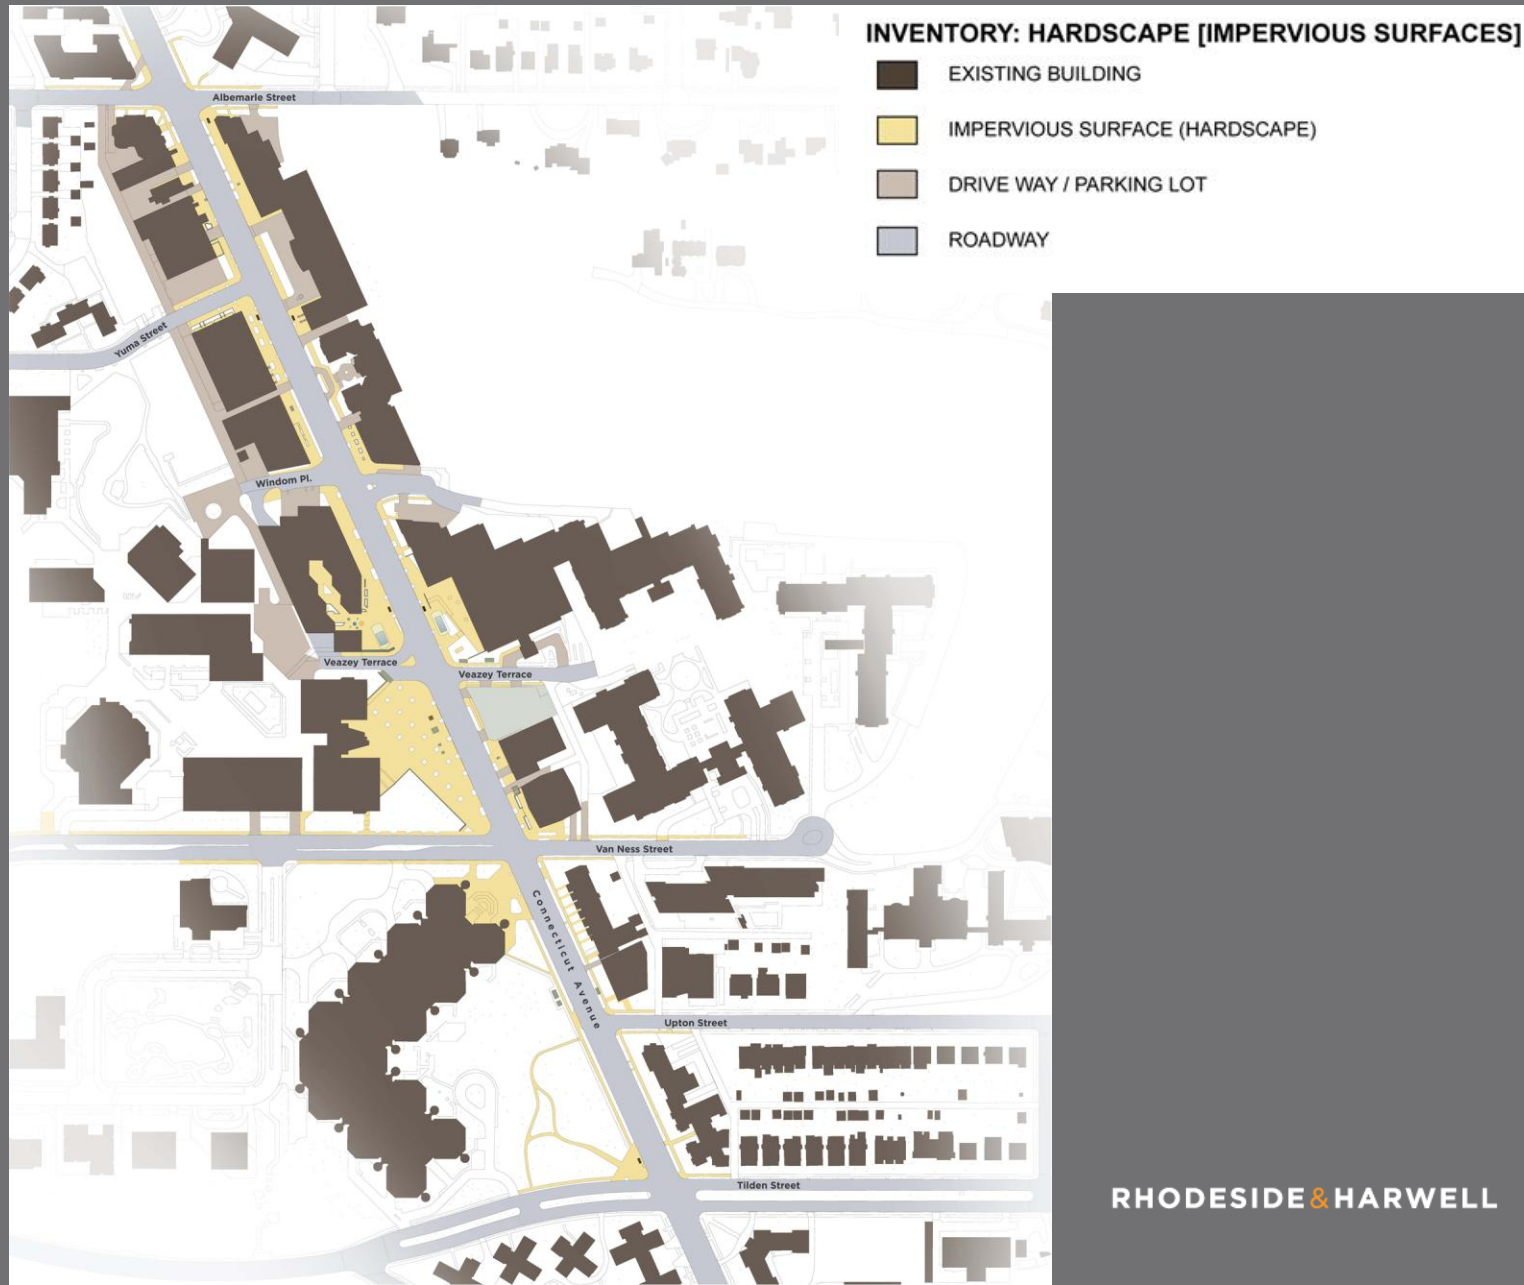 INVENTORY: HARDSCAPE [IMPERVIOUS SURFACES]
EXISTING BUILDING
IMPERVIOUS SURFACE (HARDSCAPE)
DRIVE WAY / PARKING LOT
ROADWAY
Albemarle Street
Yuma Street
Windom Pl.
Veazey Terrace
Veazey Terrace
Van Ness Street
Connecticut Avenue
Upton Street
Tilden Street
RHODESIDE&HARWELL